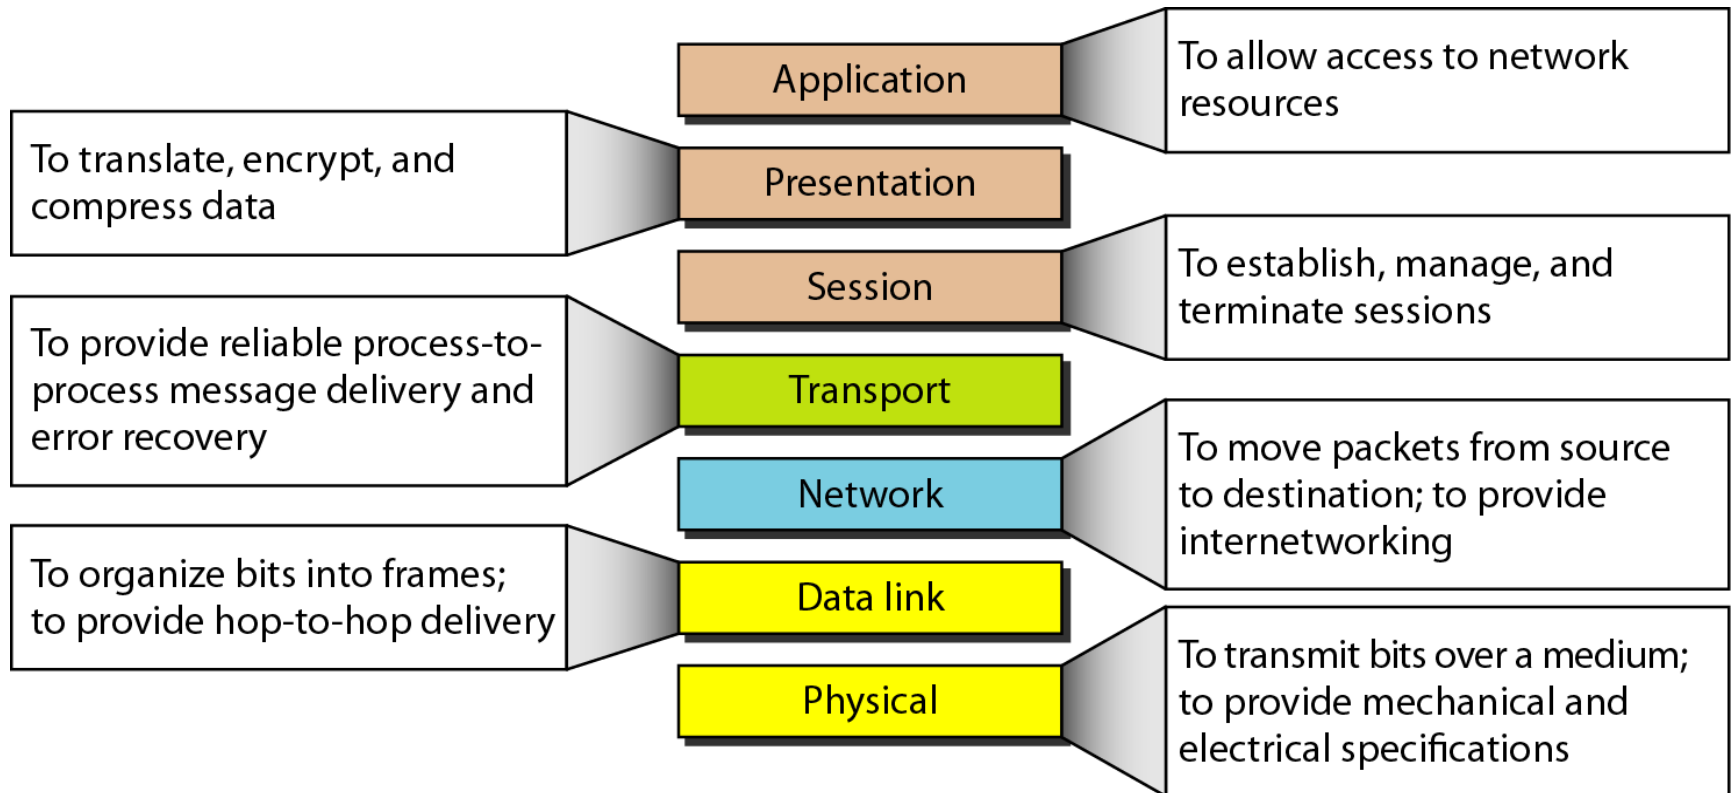 Application
To allow access to network
resources
To translate, encrypt, and
compress data
Presentation
Session
To establish, manage, and
terminate sessions
To provide reliable process-to-
process message delivery and
error recovery
Transport
Network
To move packets from source
to destination; to provide
internetworking
To organize bits into frames;
to provide hop-to-hop delivery
Data link
Physical
To transmit bits over a medium;
to provide mechanical and
electrical specifications